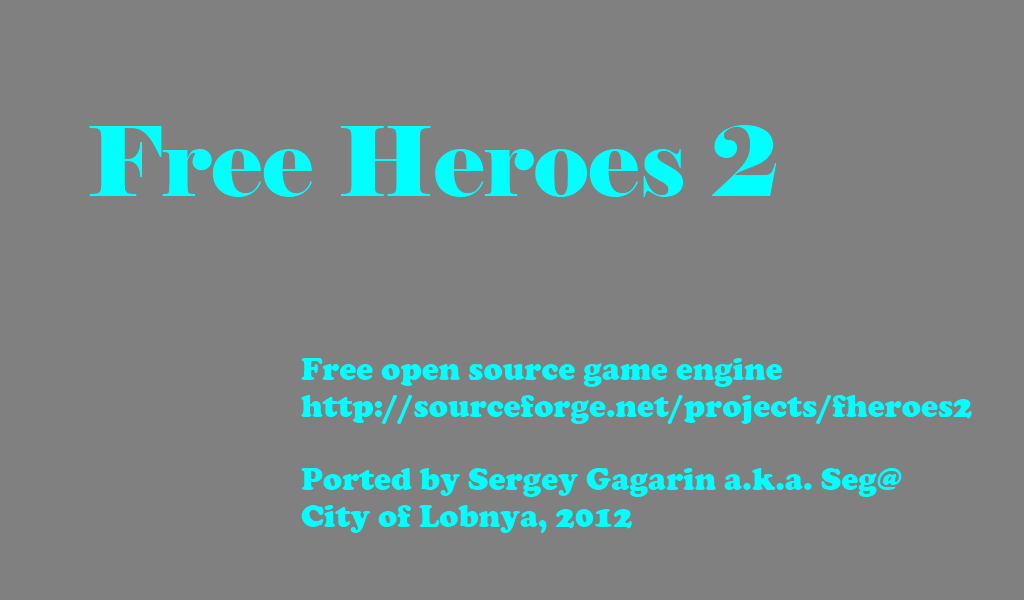 Free Heroes 2
Free open source game engine
http://sourceforge.net/projects/fheroes2
Ported by Sergey Gagarin a.k.a. Seg@
City of Lobnya, 2012